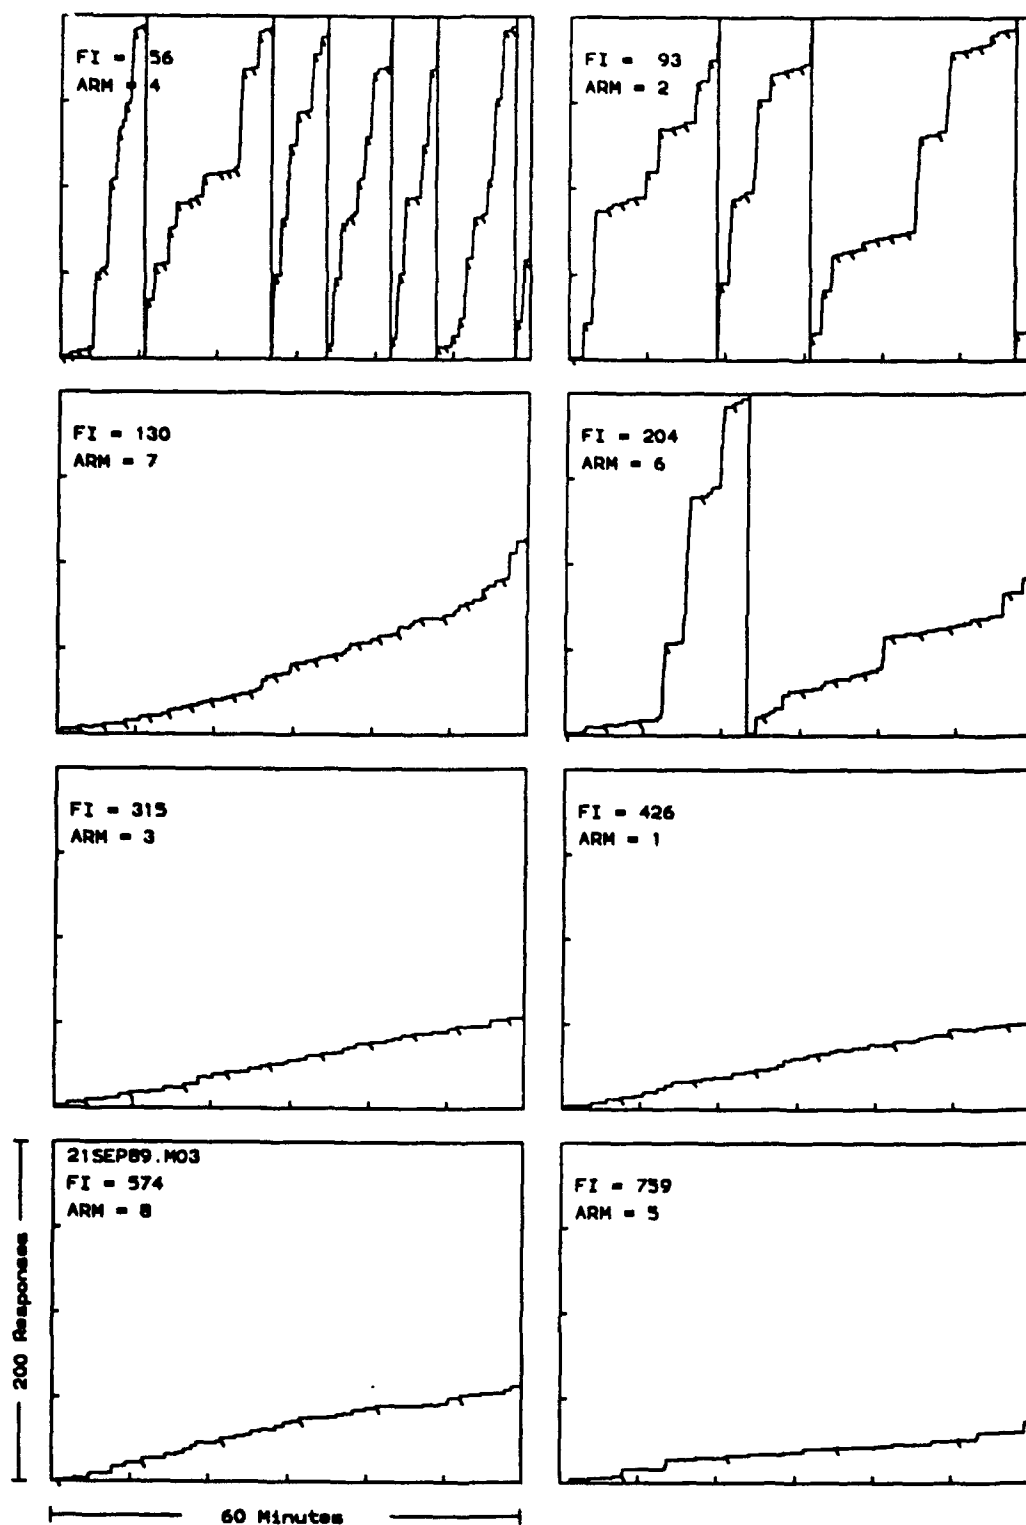 FI = 56
ARM = 4
FI = 93
ARM = 2
FI = 130
ARM = 7
FI = 204
ARM = 6
FI = 315
ARM = 3
FI = 426
ARM = 1
21SEP89.M03
FI = 574
ARM = 8
FI = 759
ARM = 5
200 Responses
60 Minutes